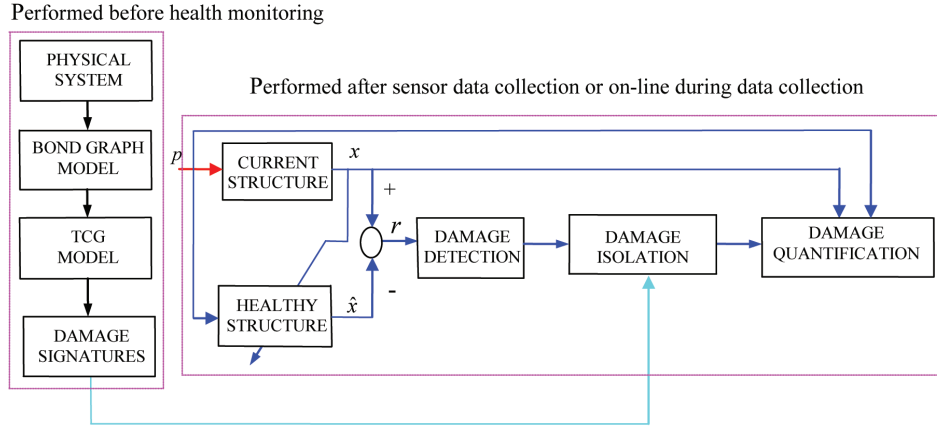 Performed before health monitoring
PHYSICAL
SYSTEM
BOND GRAPH
MODEL
TCG
MODEL
DAMAGE
SIGNATURES
Performed after sensor data collection or on-line during data collection
p
CURRENT
STRUCTURE
x
+
r
DAMAGE
DETECTION
DAMAGE
ISOLATION
DAMAGE
QUANTIFICATION
HEALTHY
STRUCTURE
x̂
-